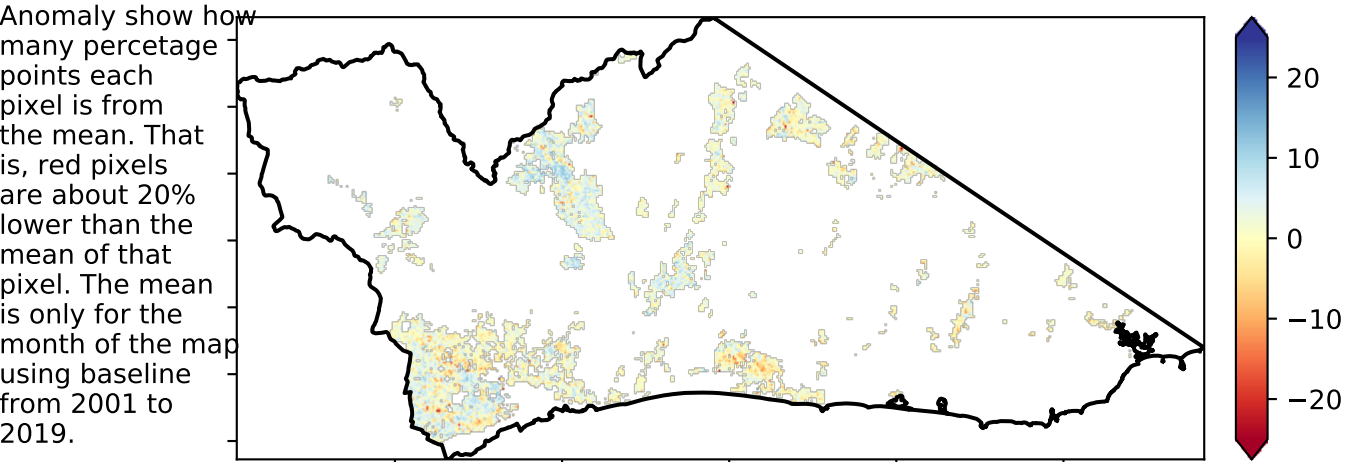 Anomaly show how
many percetage
points each
pixel is from
the mean. That
is, red pixels
are about 20%
lower than the
mean of that
pixel. The mean
is only for the
month of the map
using baseline
from 2001 to
2019.
20
10
0
−10
−20